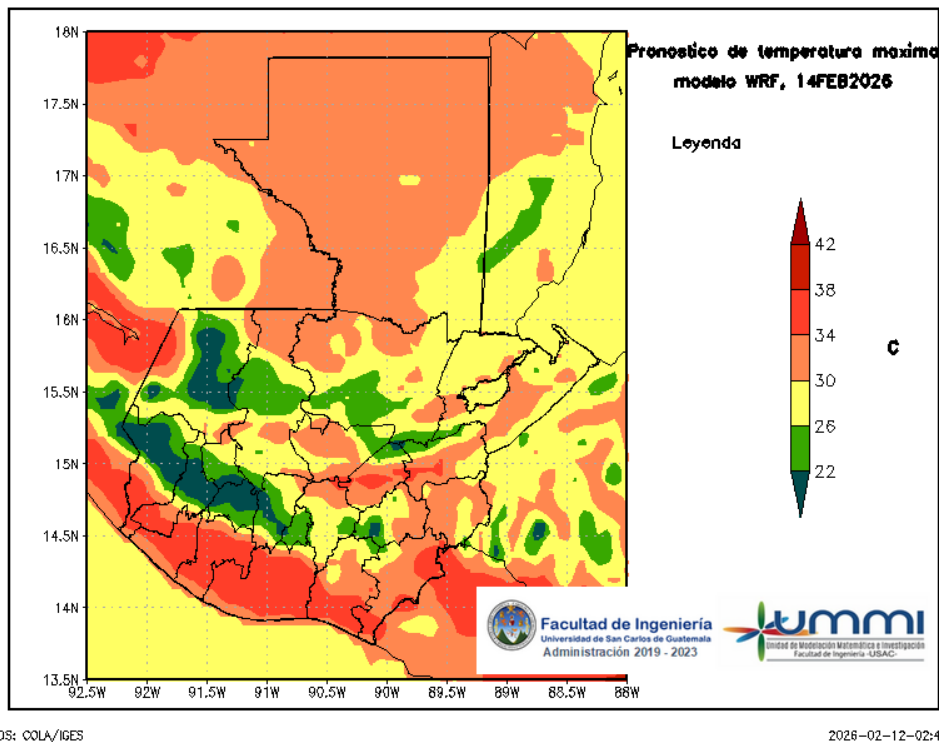 Pronostico de temperatura maxima
modelo WRF, 14FEB2026
Leyenda
18N
17.5N
17N
16.5N
16N
15.5N
15N
14.5N
14N
13.5N
92.5W 92W 91.5W 91W 90.5W 90W 89.5W 89W 88.5W 88W
42
38
34
30
26
22
C
Facultad de Ingeniería
Universidad de San Carlos de Guatemala
Administración 2019 - 2023
UMMI
Unidad de Modelación Matemática e Investigación
Facultad de Ingeniería -USAC-
COLA/IGES
2026-02-12-02:4